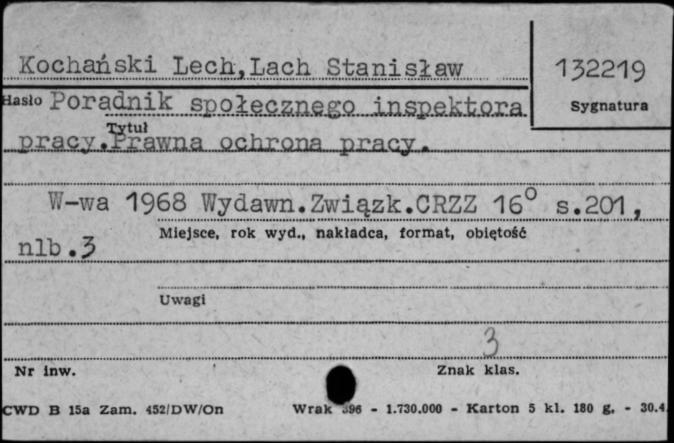 Kochański Lech,Lach Stanisław
132219
Hasło Poradnik społecznego inspektora
Sygnatura
Tytuł
pracy.Prawna ochrona pracy.
W-wa 1968 Wydawn.Związk.CRZZ 16° s.201,
Miejsce, rok wyd., nakładca, format, objętość
nlb.3
Uwagi
3
Nr inw.
Znak klas.
CWD B 15a Zam. 452/DW/On
Wrak 396 - 1.730.000 - Karton 5 kl. 180 g. - 30.4